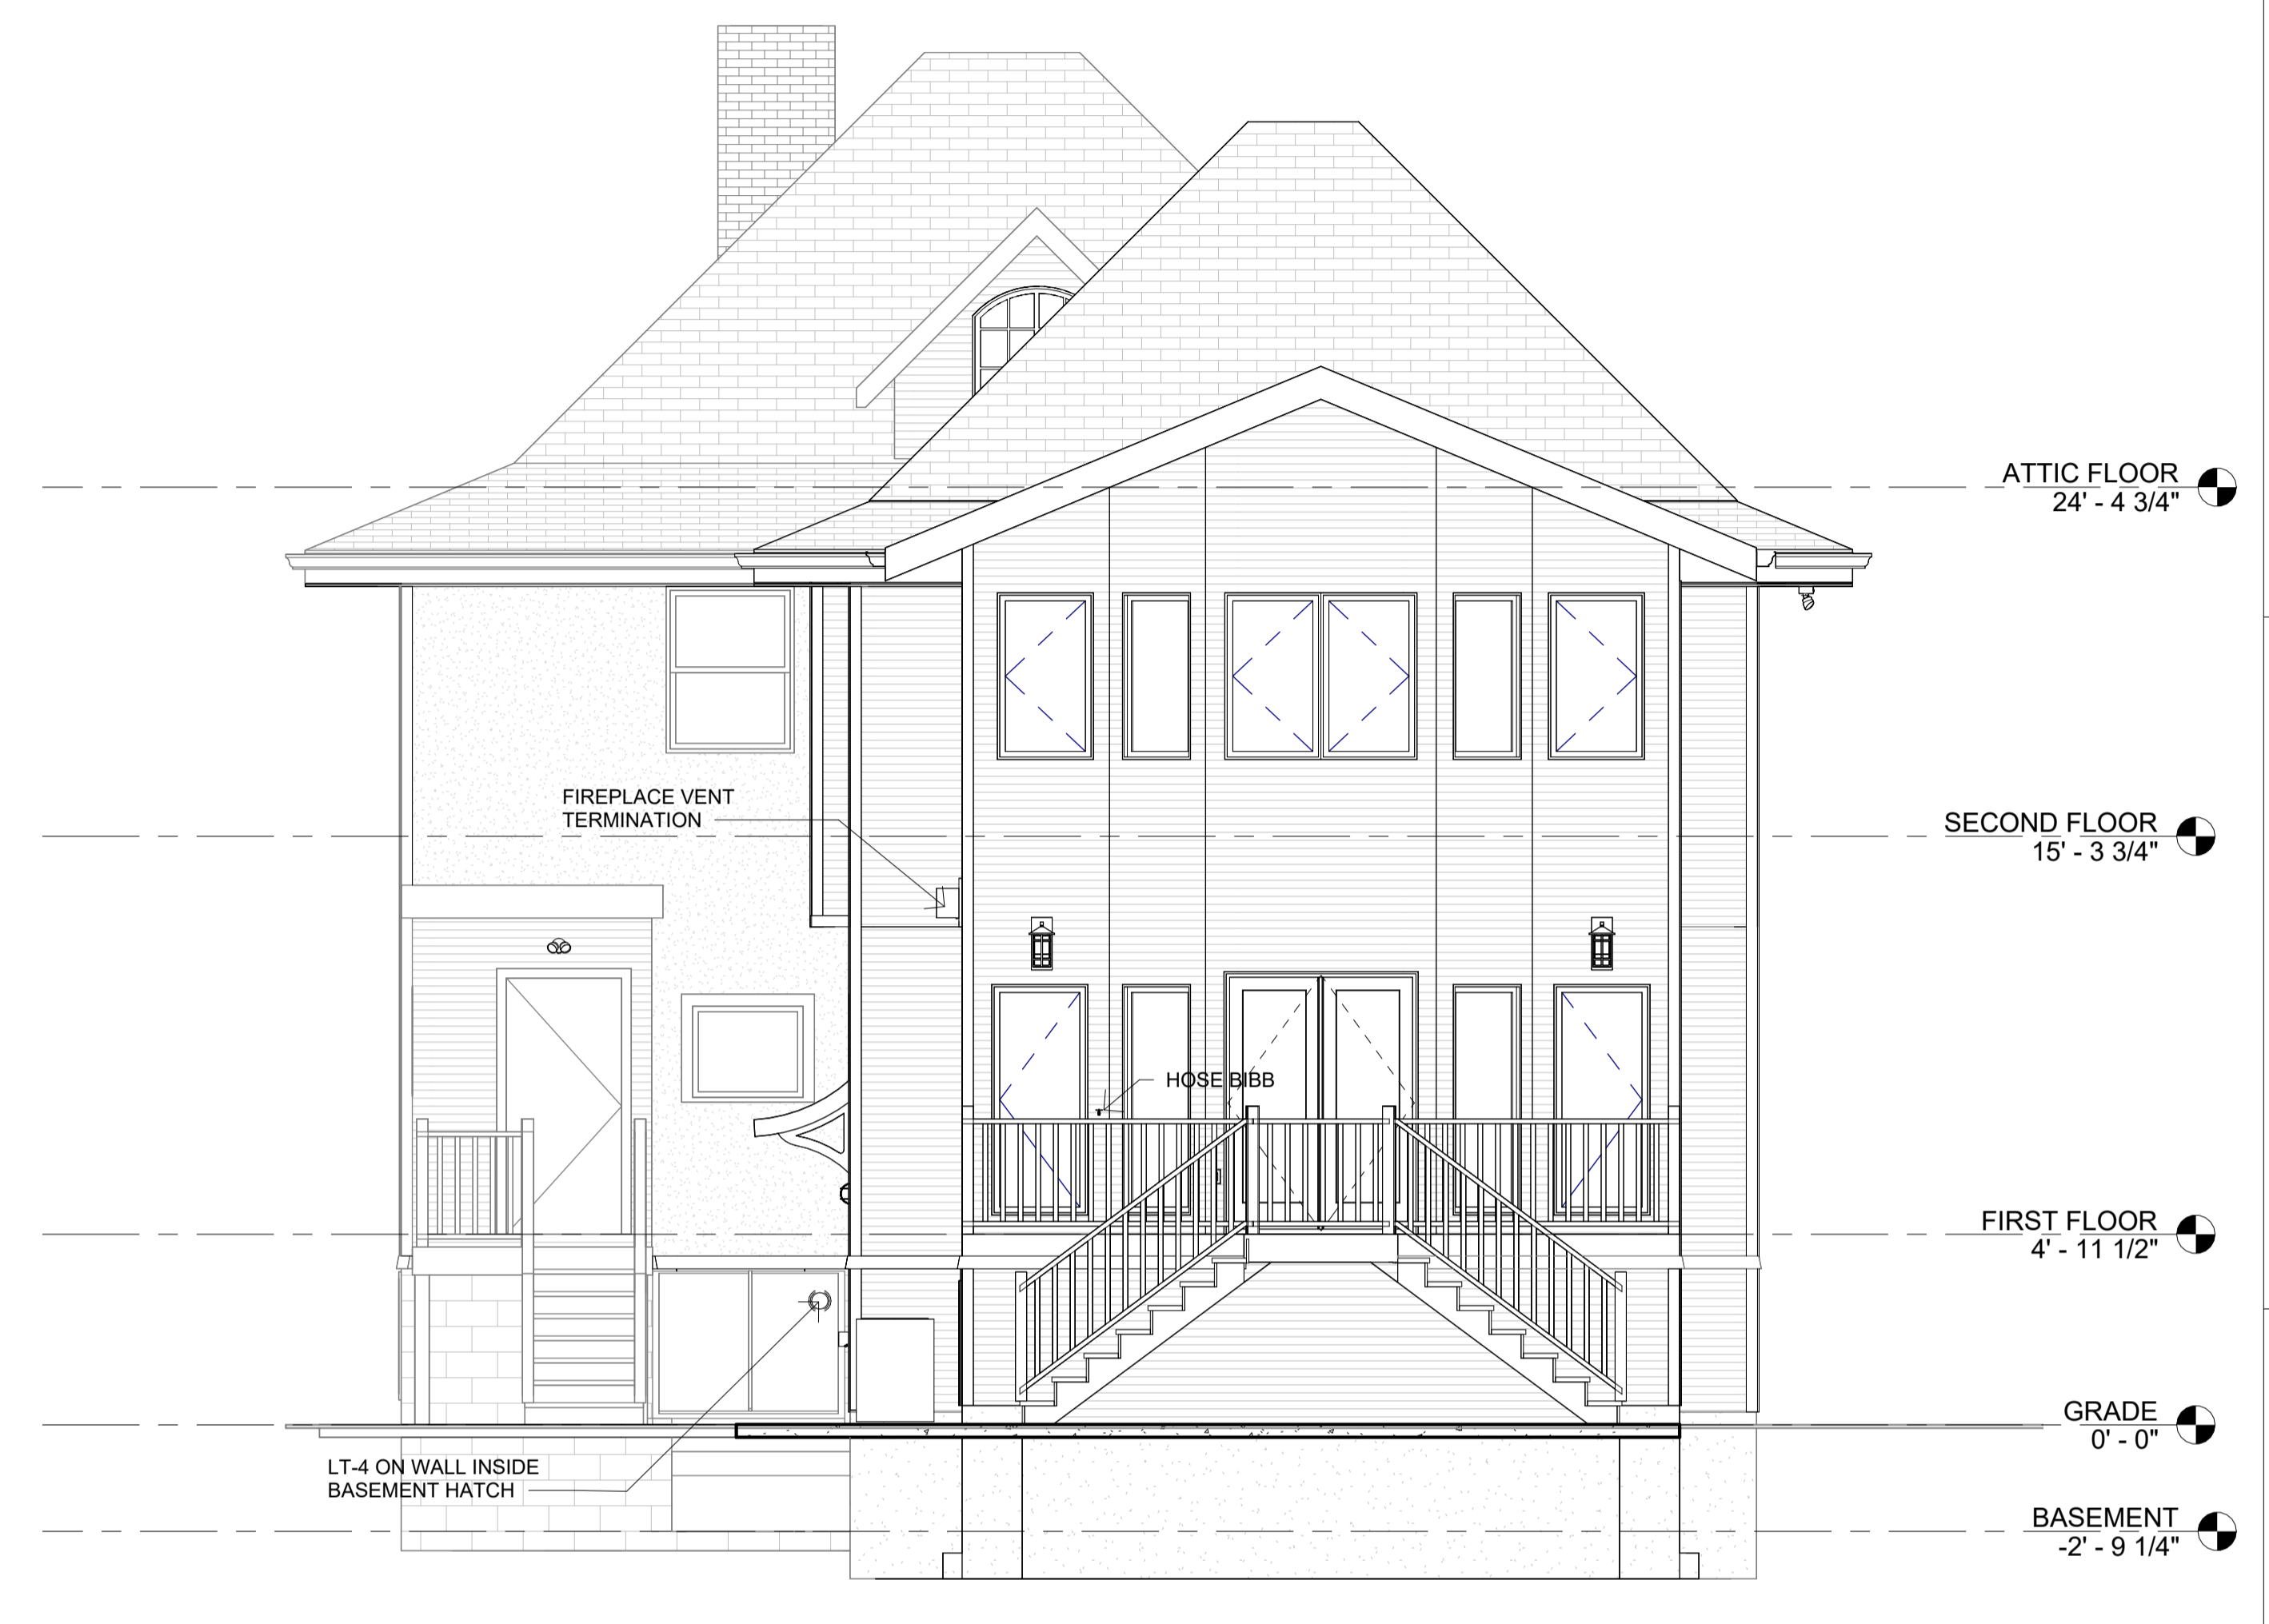 ATTIC FLOOR
24' - 4 3/4"
FIREPLACE VENT
TERMINATION
SECOND FLOOR
15' - 3 3/4"
HOSE BIBB
FIRST FLOOR
4' - 11 1/2"
GRADE
0' - 0"
LT-4 ON WALL INSIDE
BASEMENT HATCH
BASEMENT
-2' - 9 1/4"